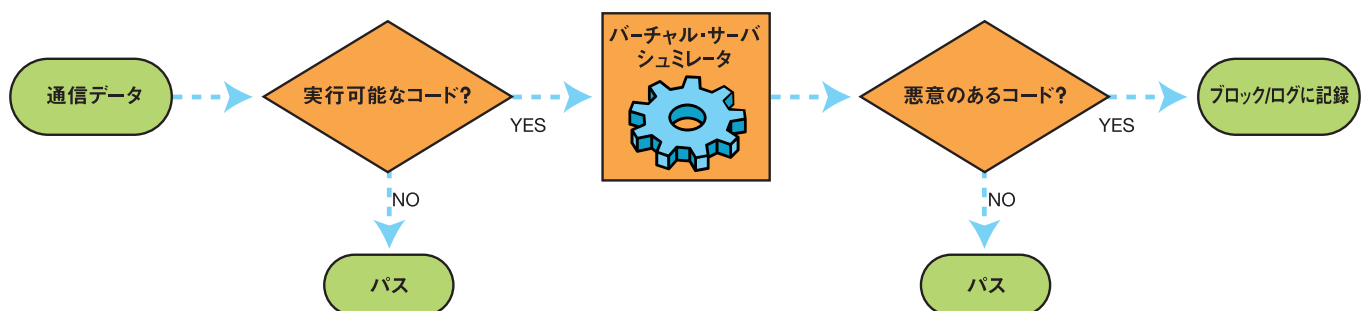 通信データ
実行可能なコード?
YES
NO
パス
バーチャル・サーバ
シュミレータ
悪意のあるコード?
YES
NO
パス
ブロック/ログに記録